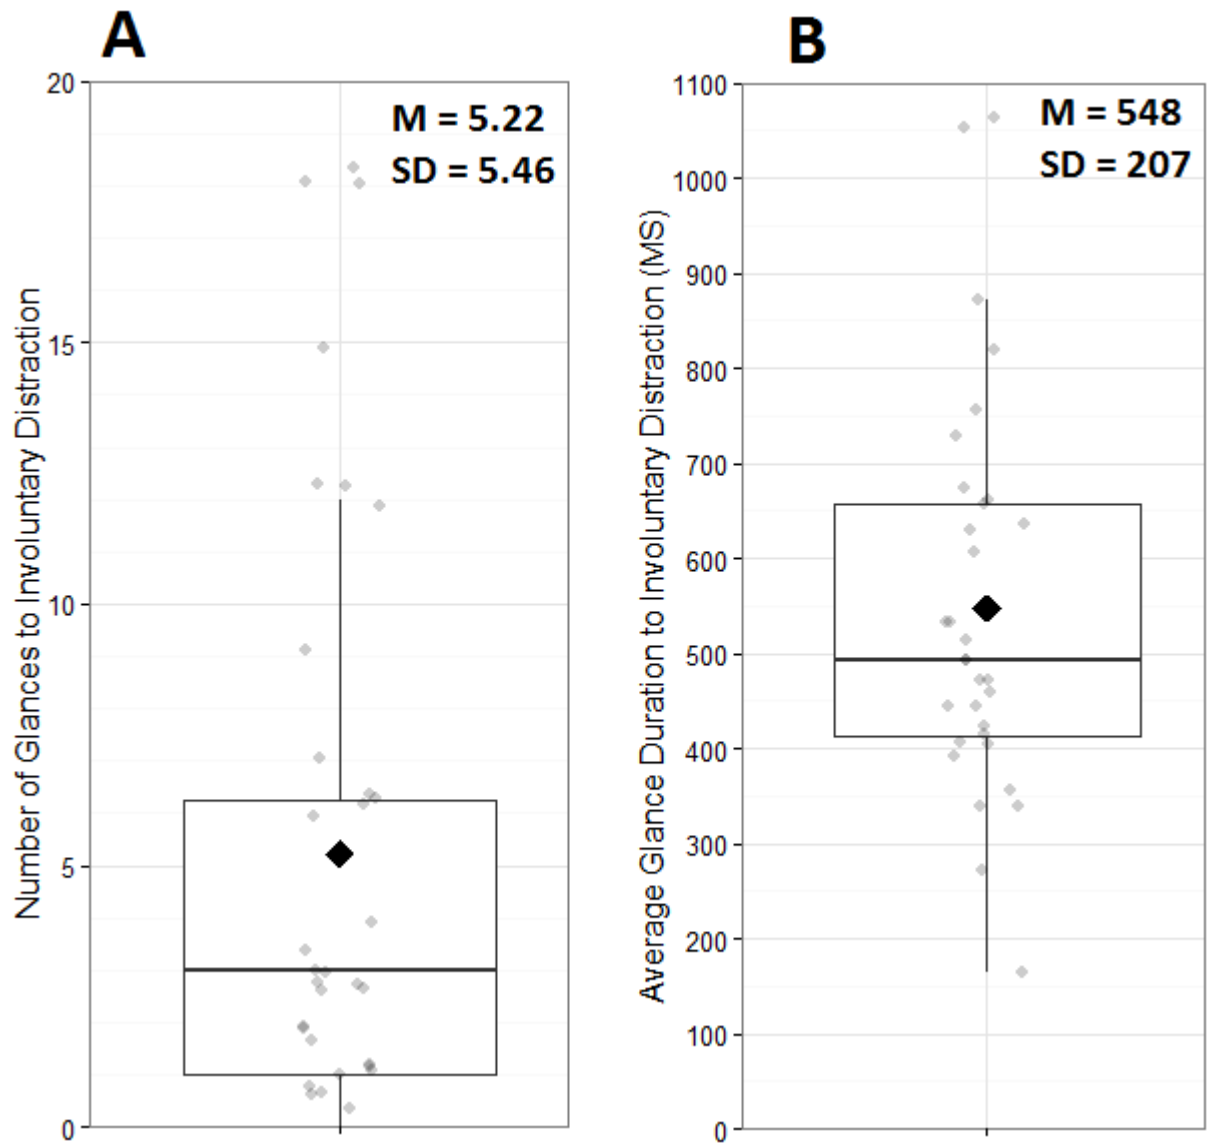 A
M = 5.22
SD = 5.46
Number of Glances to Involuntary Distraction
20
15
10
5
0
B
M = 548
SD = 207
Average Glance Duration to Involuntary Distraction (MS)
1100
1000
900
800
700
600
500
400
300
200
100
0